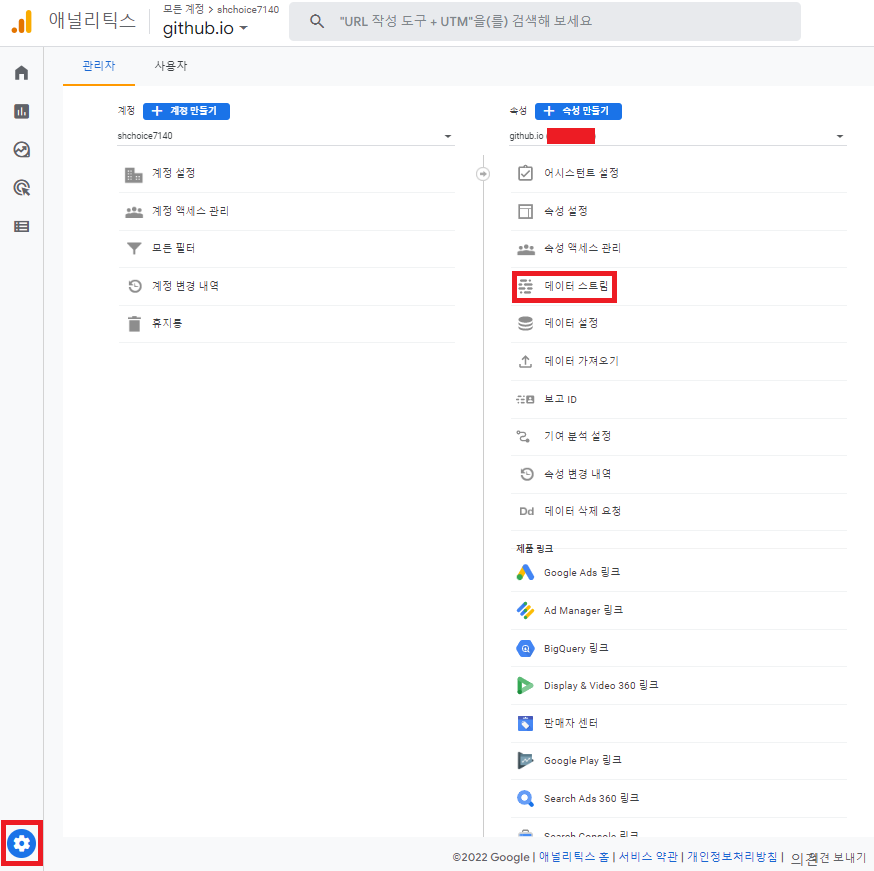 애널리틱스
모든 계정 > shchoice7140
github.io
"URL 작성 도구 + UTM"을(를) 검색해 보세요
관리자
사용자
계정
+ 계정 만들기
shchoice7140
계정 설정
계정 액세스 관리
모든 필터
계정 변경 내역
휴지통
속성
+ 속성 만들기
github.io (
어시스턴트 설정
속성 설정
속성 액세스 관리
데이터 스트림
데이터 설정
데이터 가져오기
보고 ID
기여 분석 설정
속성 변경 내역
Dd 데이터 삭제 요청
제품 링크
Google Ads 링크
Ad Manager 링크
BigQuery 링크
Display & Video 360 링크
판매자 센터
Google Play 링크
Search Ads 360 링크
Search Console 링크
©2022 Google | 애널리틱스 홈 | 서비스 약관 | 개인정보처리방침 | 의견 보내기